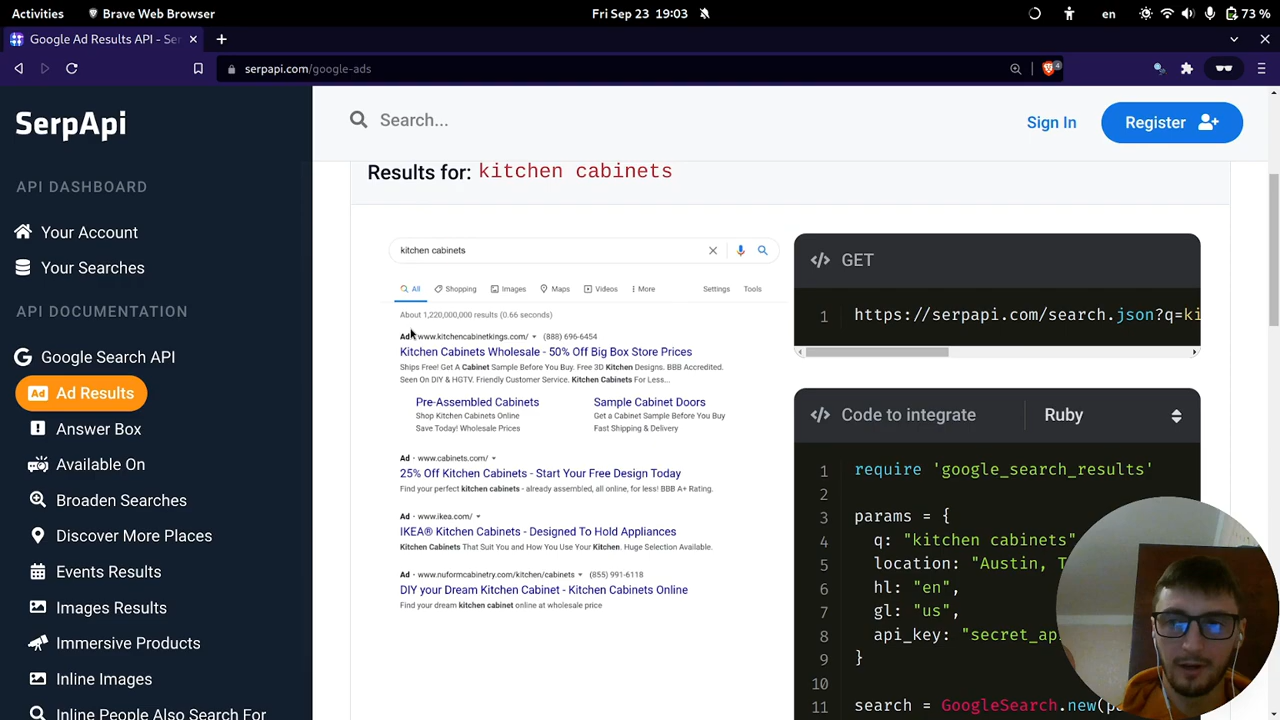 Activities
Brave Web Browser
Fri Sep 23 19:03
en
73 %
Google Ad Results API - Se
serpapi.com/google-ads
4
SerpApi
API DASHBOARD
Your Account
Your Searches
API DOCUMENTATION
Google Search API
Ad Results
Answer Box
Available On
Broaden Searches
Discover More Places
Events Results
Images Results
Immersive Products
Inline Images
Inline People Also Search For
Search...
Sign In
Register
Results for: kitchen cabinets
kitchen cabinets
All Shopping Images Maps Videos More Settings Tools
About 1,220,000,000 results (0.66 seconds)
Ad · www.kitchencabinetkings.com/ (888) 696-6454
Kitchen Cabinets Wholesale - 50% Off Big Box Store Prices
Ships Free! Get A Cabinet Sample Before You Buy. Free 3D Kitchen Designs. BBB Accredited.
Seen On DIY & HGTV. Friendly Customer Service. Kitchen Cabinets For Less...
Pre-Assembled Cabinets
Shop Kitchen Cabinets Online
Save Today! Wholesale Prices
Sample Cabinet Doors
Get a Cabinet Sample Before You Buy
Fast Shipping & Delivery
Ad · www.cabinets.com/
25% Off Kitchen Cabinets - Start Your Free Design Today
Find your perfect kitchen cabinets - already assembled, all online, for less! BBB A+ Rating.
Ad · www.ikea.com/
IKEA® Kitchen Cabinets - Designed To Hold Appliances
Kitchen Cabinets That Suit You and How You Use Your Kitchen. Huge Selection Available.
Ad · www.nuformcabinetry.com/kitchen/cabinets (855) 991-6118
DIY your Dream Kitchen Cabinet - Kitchen Cabinets Online
Find your dream kitchen cabinet online at wholesale price
</> GET
1 https://serpapi.com/search.json?q=ki
</> Code to integrate
Ruby
1 require 'google_search_results'
2
3 params = {
4 q: "kitchen cabinets"
5 location: "Austin, T
6 hl: "en",
7 gl: "us",
8 api_key: "secret_ap
9 }
10
11 search = GoogleSearch.new(p